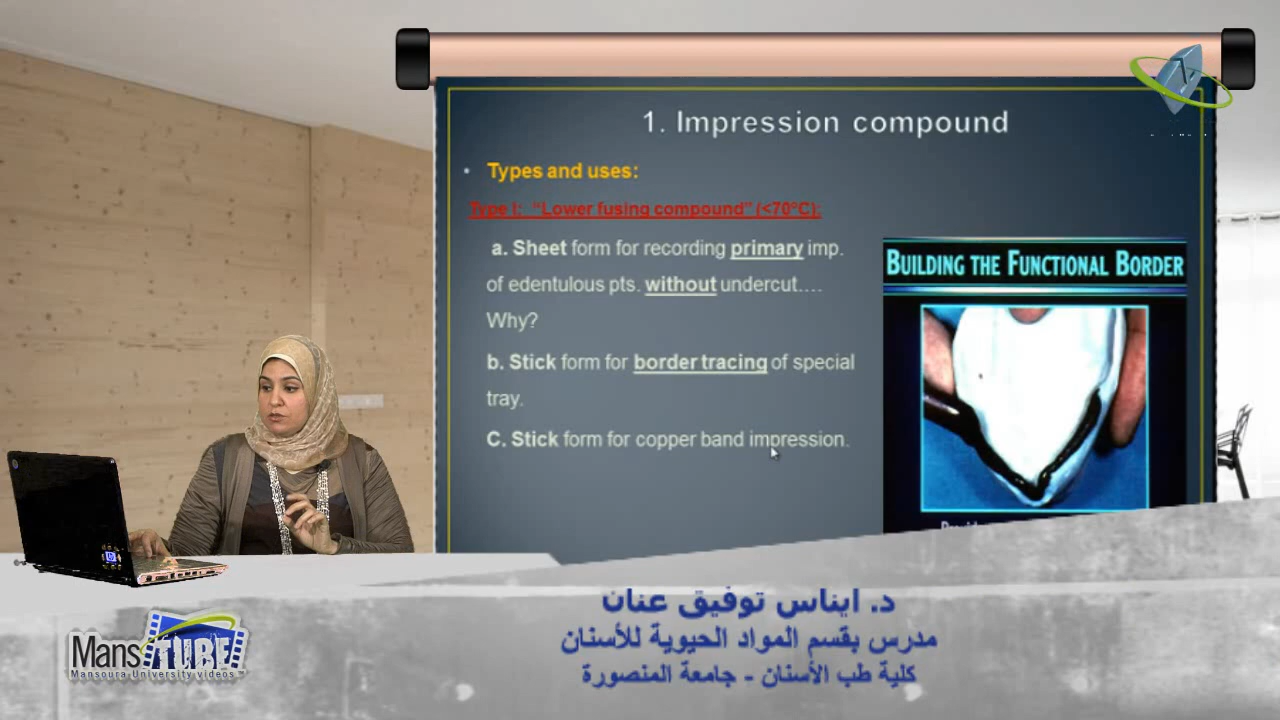 1. Impression compound
• Types and uses:
Type I: “Lower fusing compound” (<70°C):
a. Sheet form for recording primary imp.
of edentulous pts. without undercut….
Why?
b. Stick form for border tracing of special
tray.
C. Stick form for copper band impression.
BUILDING THE FUNCTIONAL BORDER
د. ايناس توفيق عنان
مدرس بقسم المواد الحيوية للأسنان
كلية طب الأسنان - جامعة المنصورة
Mans TUBE
Mansoura University videos